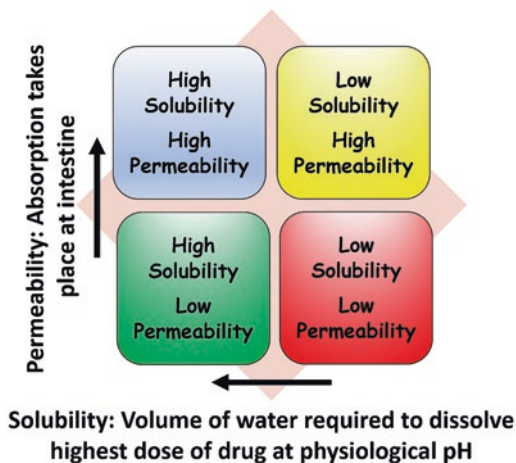 Permeability: Absorption takes
place at intestine
High
Solubility
High
Permeability
Low
Solubility
High
Permeability
High
Solubility
Low
Permeability
Low
Solubility
Low
Permeability
Solubility: Volume of water required to dissolve
highest dose of drug at physiological pH